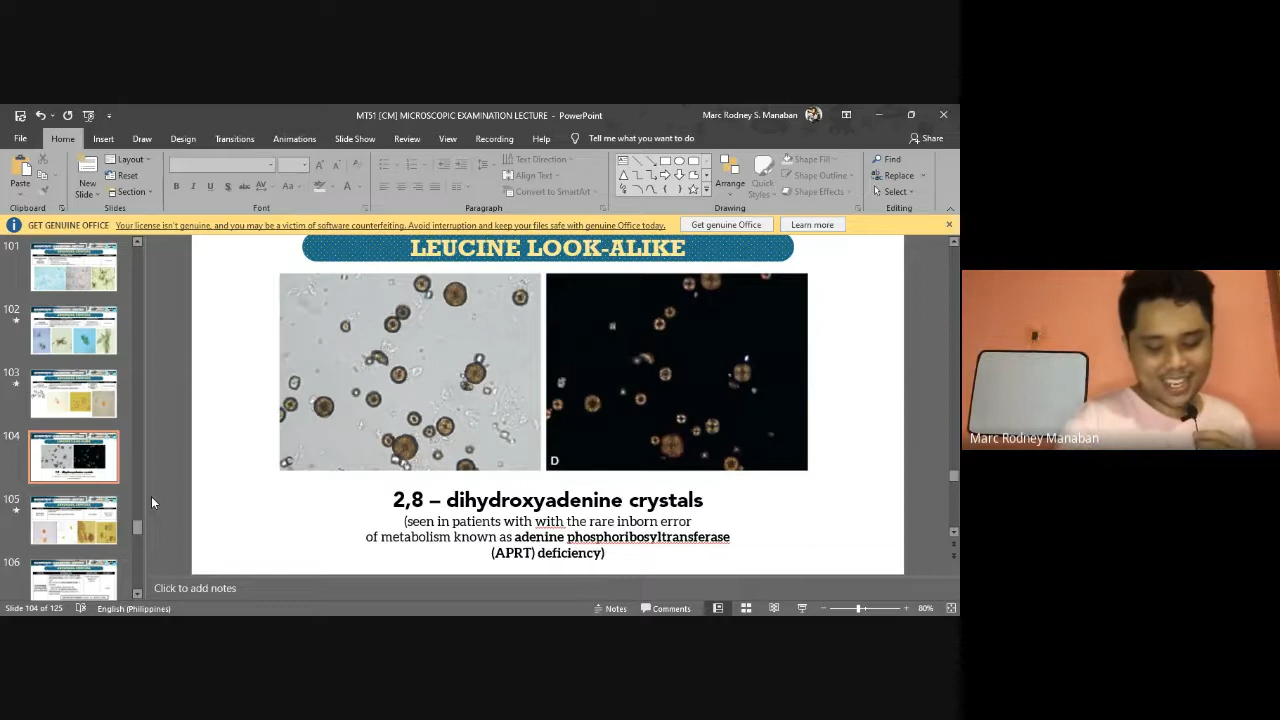 MT51 [CM] MICROSCOPIC EXAMINATION LECTURE - PowerPoint
Marc Rodney S. Manaban
File Home Insert Draw Design Transitions Animations Slide Show Review View Recording Help Tell me what you want to do Share
Paste
New Slide
Layout
Reset
Section
B I U S abc AV Aa A
Text Direction
Align Text
Convert to SmartArt
Arrange
Quick Styles
Shape Fill
Shape Outline
Shape Effects
Find
Replace
Select
Clipboard Slides Font Paragraph Drawing Editing
GET GENUINE OFFICE Your license isn't genuine, and you may be a victim of software counterfeiting. Avoid interruption and keep your files safe with genuine Office today. Get genuine Office Learn more
101
102
103
104
105
106
LEUCINE LOOK-ALIKE
D
2,8 – dihydroxyadenine crystals
(seen in patients with with the rare inborn error
of metabolism known as adenine phosphoribosyltransferase
(APRT) deficiency)
Click to add notes
Slide 104 of 125 English (Philippines) Notes Comments 80%
Marc Rodney Manaban